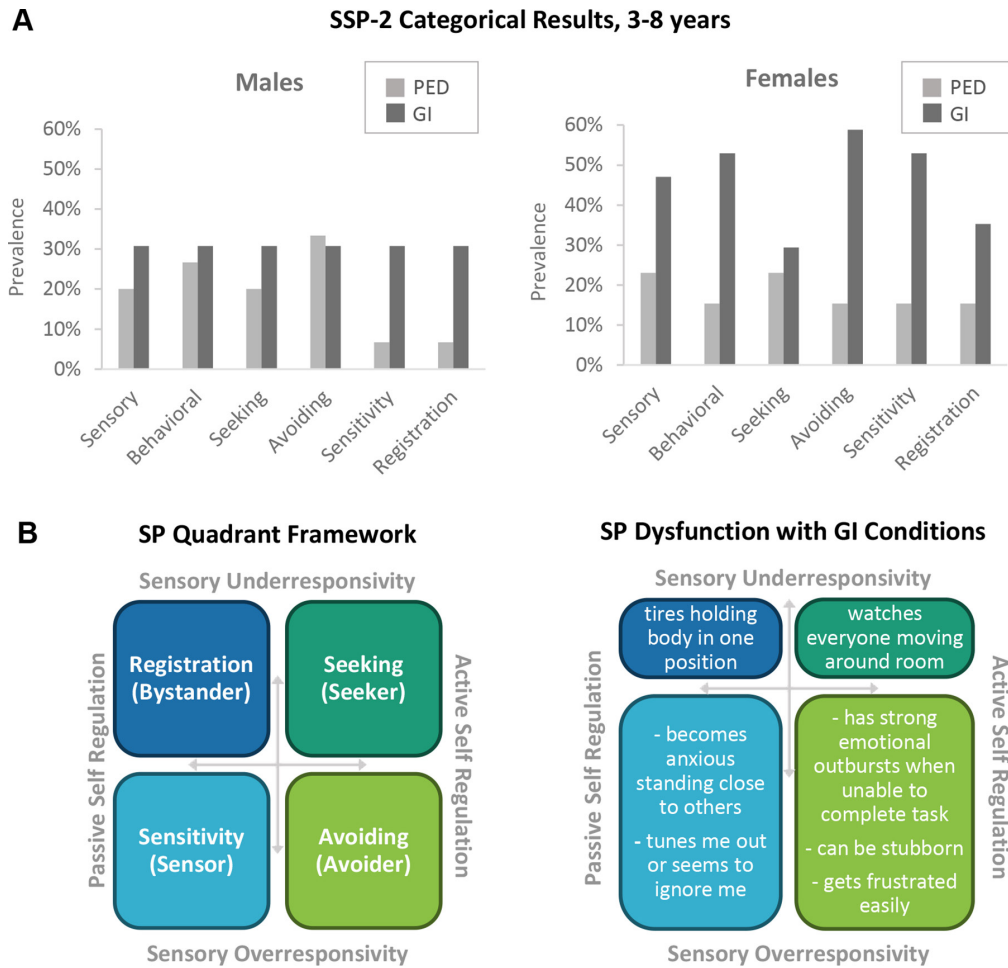 A
SSP-2 Categorical Results, 3-8 years
Males
PED
GI
Prevalence
60%
50%
40%
30%
20%
10%
0%
Sensory
Behavioral
Seeking
Avoiding
Sensitivity
Registration
Females
PED
GI
Prevalence
60%
50%
40%
30%
20%
10%
0%
Sensory
Behavioral
Seeking
Avoiding
Sensitivity
Registration
B
SP Quadrant Framework
Sensory Underresponsivity
Passive Self Regulation
Registration
(Bystander)
Seeking
(Seeker)
Sensitivity
(Sensor)
Avoiding
(Avoider)
Active Self Regulation
Sensory Overresponsivity
SP Dysfunction with GI Conditions
Sensory Underresponsivity
Passive Self Regulation
tires holding
body in one
position
watches
everyone moving
around room
- becomes
anxious
standing close
to others
- tunes me out
or seems to
ignore me
- has strong
emotional
outbursts when
unable to
complete task
- can be stubborn
- gets frustrated
easily
Active Self Regulation
Sensory Overresponsivity